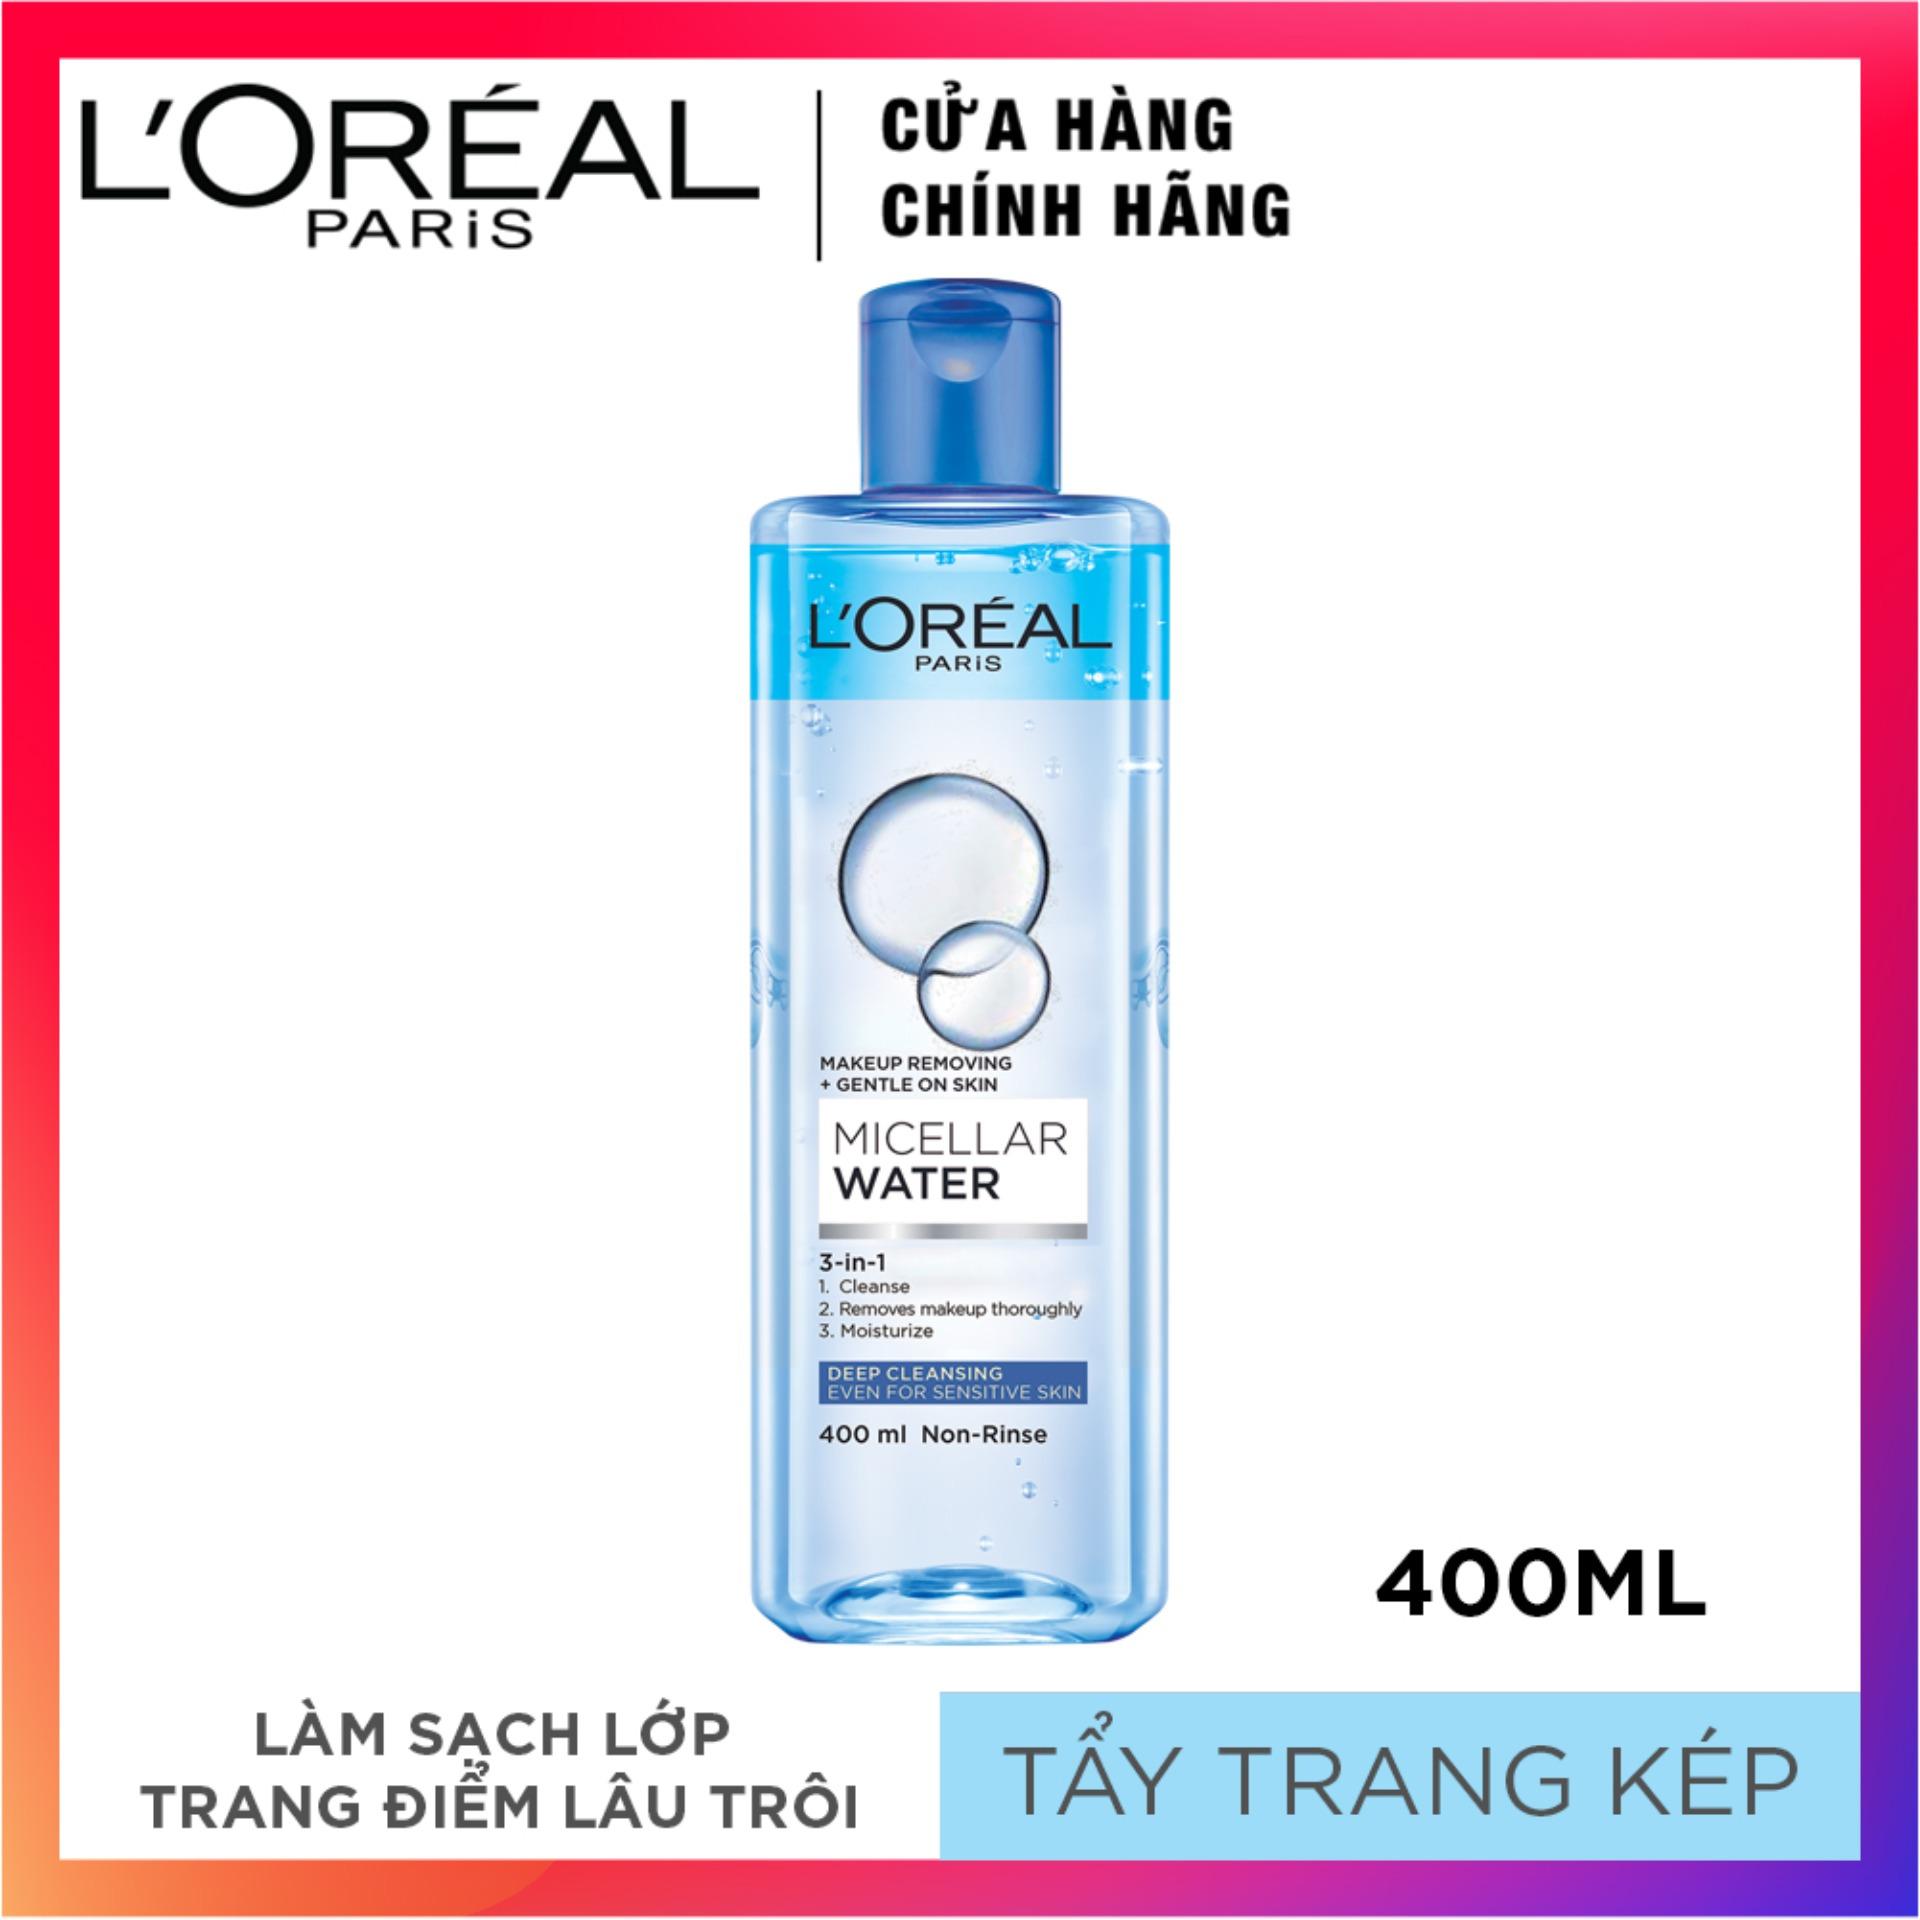 L'ORÉAL
PARiS
CỬA HÀNG
CHÍNH HÃNG
L'ORÉAL
PARiS
MAKEUP REMOVING
+ GENTLE ON SKIN
MICELLAR
WATER
3-in-1
1. Cleanse
2. Removes makeup thoroughly
3. Moisturize
DEEP CLEANSING
EVEN FOR SENSITIVE SKIN
400 ml Non-Rinse
400ML
LÀM SẠCH LỚP
TRANG ĐIỂM LÂU TRÔI
TẨY TRANG KÉP